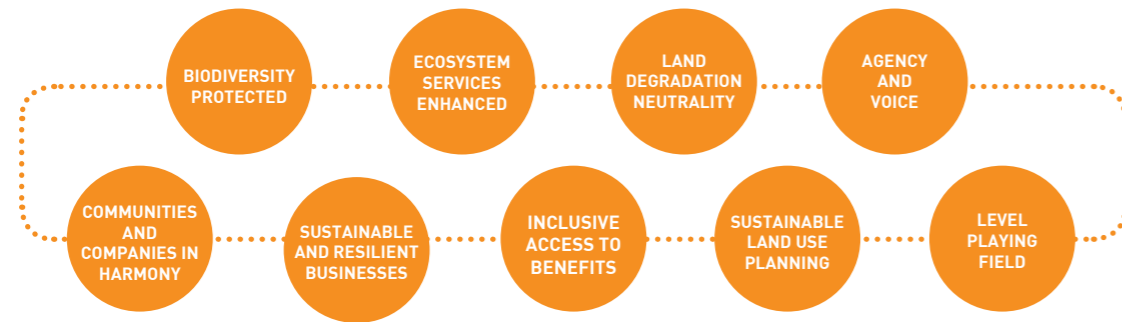 BIODIVERSITY
PROTECTED
ECOSYSTEM
SERVICES
ENHANCED
LAND
DEGRADATION
NEUTRALITY
AGENCY
AND
VOICE
COMMUNITIES
AND
COMPANIES IN
HARMONY
SUSTAINABLE
AND RESILIENT
BUSINESSES
INCLUSIVE
ACCESS TO
BENEFITS
SUSTAINABLE
LAND USE
PLANNING
LEVEL
PLAYING
FIELD